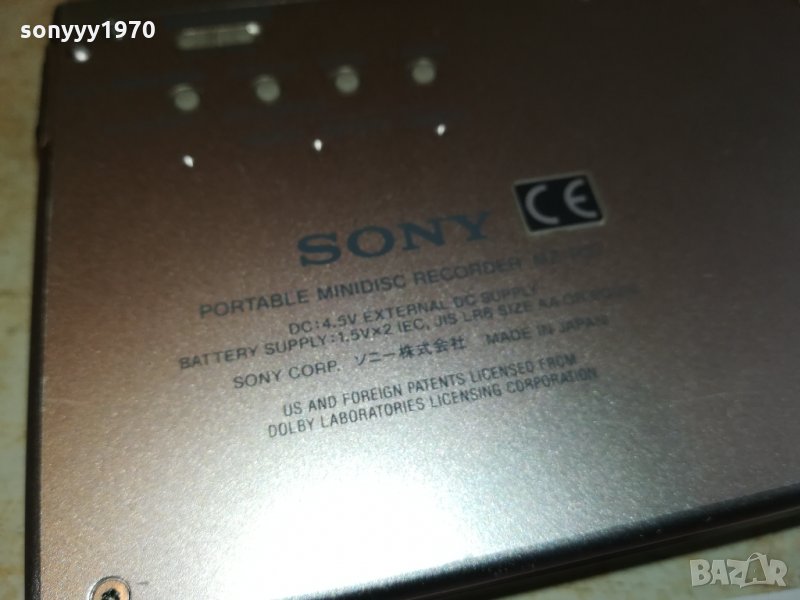 sonyyy1970
SONY CE
PORTABLE MINIDISC RECORDER
DC:4.5V EXTERNAL DC SUPPLY
BATTERY SUPPLY:1.5V×2 IEC, JIS LR6 SIZE AA OR
SONY CORP. ソニー株式会社 MADE IN JAPAN
US AND FOREIGN PATENTS LICENSED FROM
DOLBY LABORATORIES LICENSING CORPORATION
BAZAR